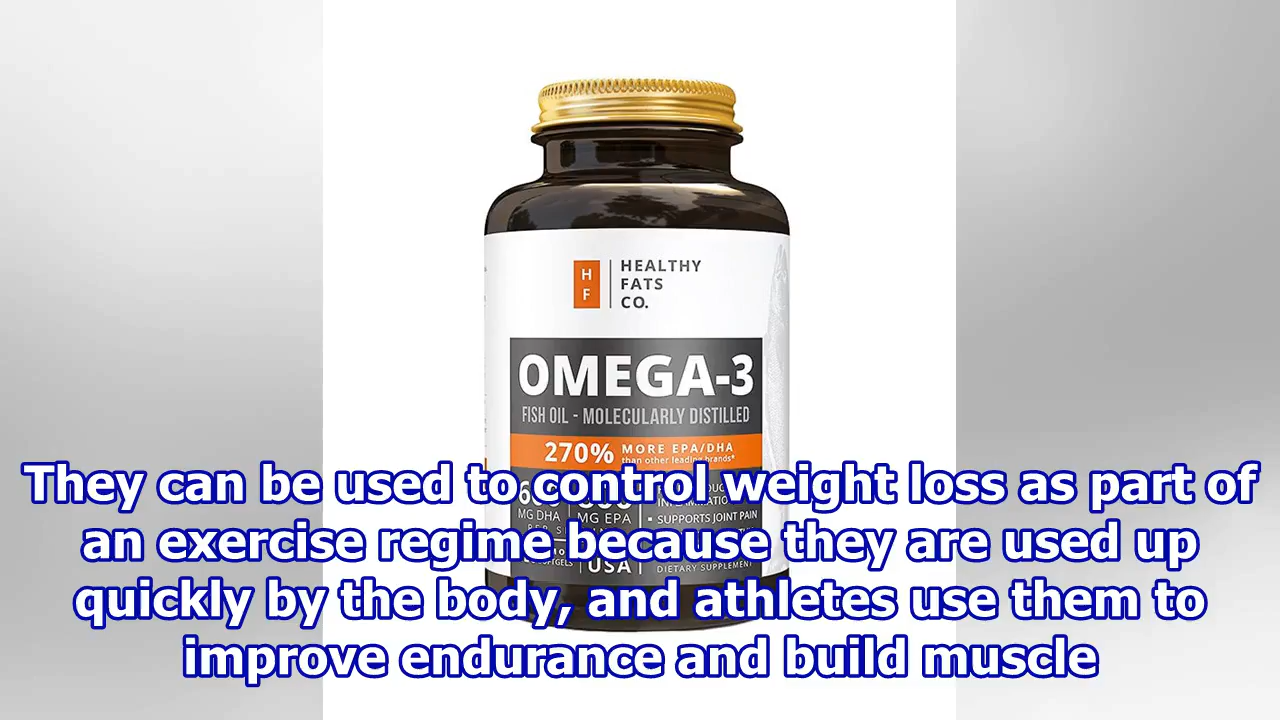 H
F
HEALTHY
FATS
CO.
OMEGA-3
FISH OIL - MOLECULARLY DISTILLED
270% MORE EPA/DHA
than other leading brands*
They can be used to control weight loss as part of
MG DHA
MG EPA
SUPPORTS JOINT PAIN
an exercise regime because they are used up
USA
DIETARY SUPPLEMENT
quickly by the body, and athletes use them to
improve endurance and build muscle